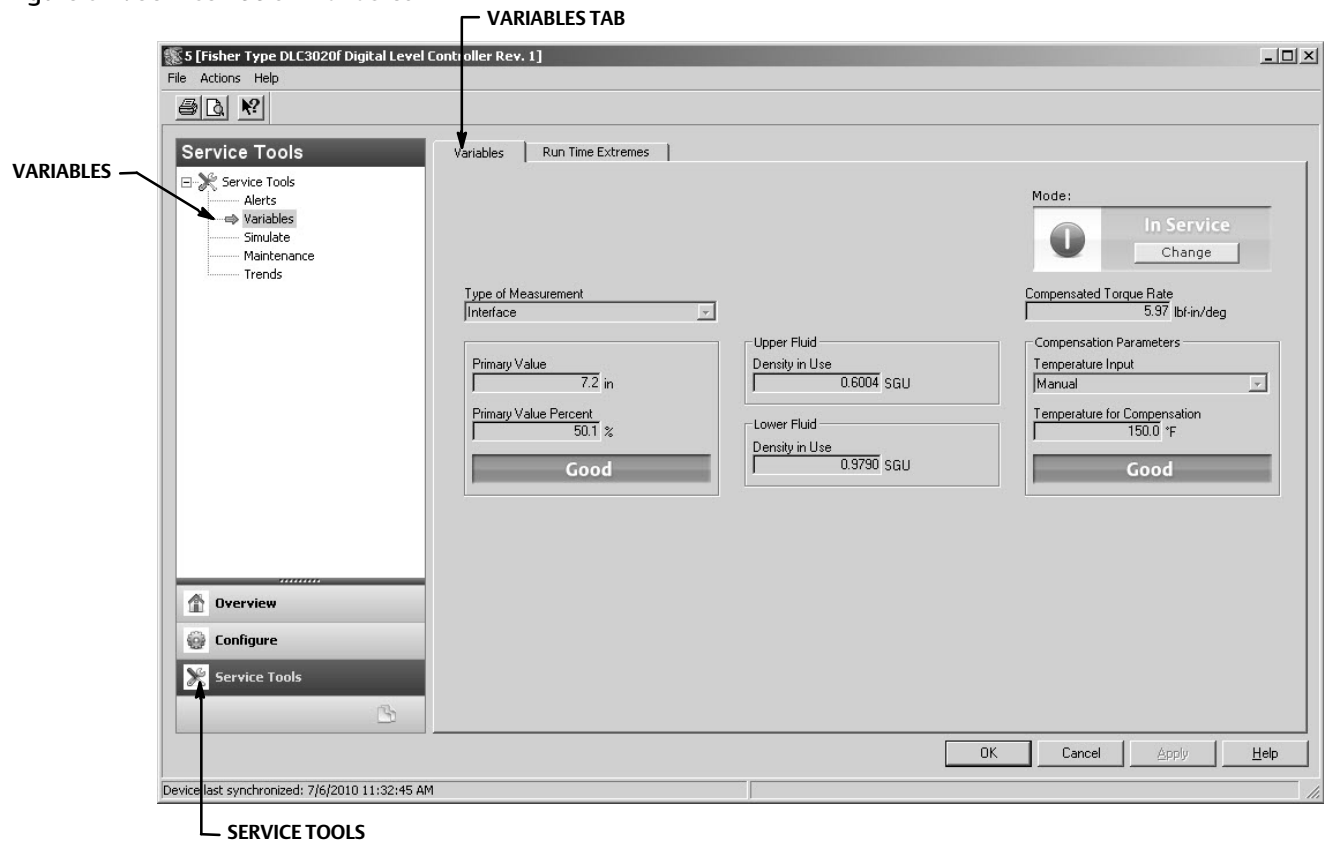 VARIABLES TAB
5 [Fisher Type DLC3020f Digital Level Controller Rev. 1]
File Actions Help
VARIABLES
Service Tools
Service Tools
Alerts
Variables
Simulate
Maintenance
Trends
Overview
Configure
Service Tools
Variables
Run Time Extremes
Mode:
In Service
Change
Type of Measurement
Interface
Compensated Torque Rate
5.97 lbf-in/deg
Primary Value
7.2 in
Primary Value Percent
50.1 %
Good
Upper Fluid
Density in Use
0.6004 SGU
Lower Fluid
Density in Use
0.9790 SGU
Compensation Parameters
Temperature Input
Manual
Temperature for Compensation
150.0 °F
Good
OK Cancel Apply Help
Device last synchronized: 7/6/2010 11:32:45 AM
SERVICE TOOLS